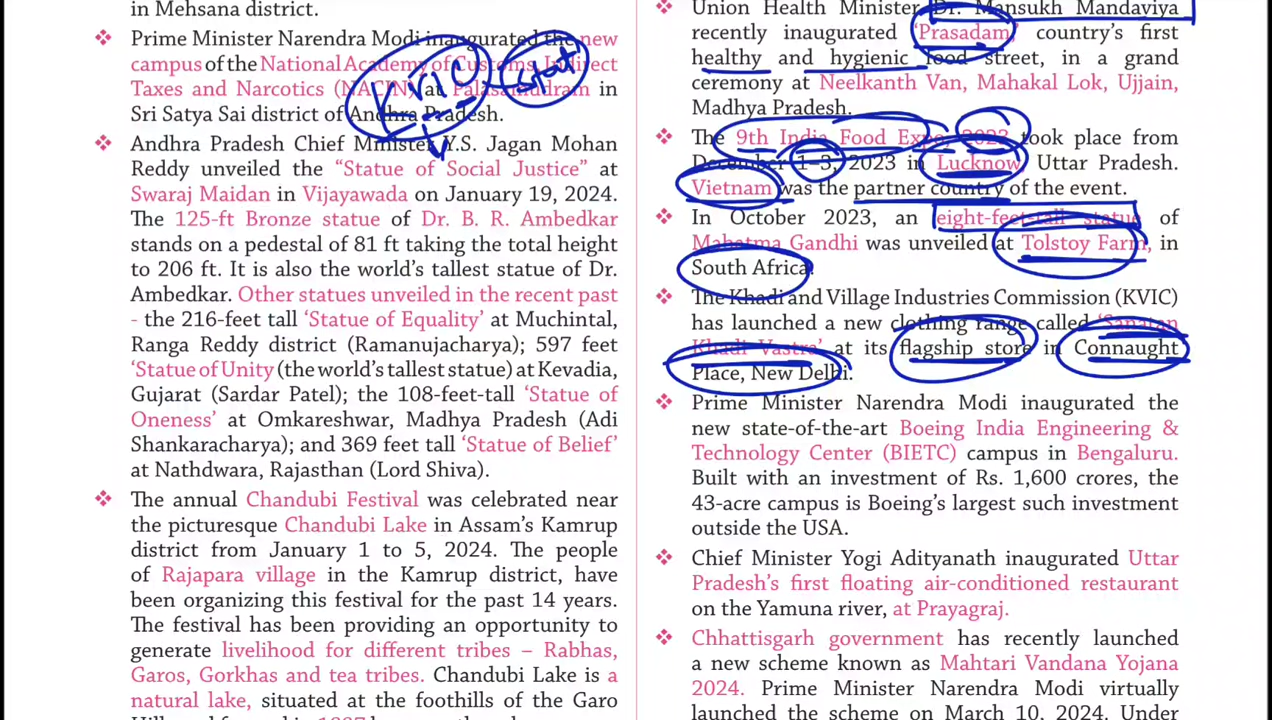 in Mehsana district.
❖ Prime Minister Narendra Modi inaugurated the new
campus of the National Academy of Customs, Indirect
Taxes and Narcotics (NACIN) at Palasamudram in
Sri Satya Sai district of Andhra Pradesh.
❖ Andhra Pradesh Chief Minister Y.S. Jagan Mohan
Reddy unveiled the “Statue of Social Justice” at
Swaraj Maidan in Vijayawada on January 19, 2024.
The 125-ft Bronze statue of Dr. B. R. Ambedkar
stands on a pedestal of 81 ft taking the total height
to 206 ft. It is also the world’s tallest statue of Dr.
Ambedkar. Other statues unveiled in the recent past
- the 216-feet tall ‘Statue of Equality’ at Muchintal,
Ranga Reddy district (Ramanujacharya); 597 feet
‘Statue of Unity (the world’s tallest statue) at Kevadia,
Gujarat (Sardar Patel); the 108-feet-tall ‘Statue of
Oneness’ at Omkareshwar, Madhya Pradesh (Adi
Shankaracharya); and 369 feet tall ‘Statue of Belief’
at Nathdwara, Rajasthan (Lord Shiva).
❖ The annual Chandubi Festival was celebrated near
the picturesque Chandubi Lake in Assam’s Kamrup
district from January 1 to 5, 2024. The people
of Rajapara village in the Kamrup district, have
been organizing this festival for the past 14 years.
The festival has been providing an opportunity to
generate livelihood for different tribes – Rabhas,
Garos, Gorkhas and tea tribes. Chandubi Lake is a
natural lake, situated at the foothills of the Garo
KVIC
Union Health Minister Dr. Mansukh Mandaviya
recently inaugurated ‘Prasadam,’ country’s first
healthy and hygienic food street, in a grand
ceremony at Neelkanth Van, Mahakal Lok, Ujjain,
Madhya Pradesh.
❖ The 9th India Food Expo, 2023 took place from
December 1–3, 2023 in Lucknow, Uttar Pradesh.
Vietnam was the partner country of the event.
❖ In October 2023, an eight-feet-tall statue of
Mahatma Gandhi was unveiled at Tolstoy Farm, in
South Africa.
❖ The Khadi and Village Industries Commission (KVIC)
has launched a new clothing range called ‘Sanatan
Khadi Vastra’ at its flagship store in Connaught
Place, New Delhi.
❖ Prime Minister Narendra Modi inaugurated the
new state-of-the-art Boeing India Engineering &
Technology Center (BIETC) campus in Bengaluru.
Built with an investment of Rs. 1,600 crores, the
43-acre campus is Boeing’s largest such investment
outside the USA.
❖ Chief Minister Yogi Adityanath inaugurated Uttar
Pradesh’s first floating air-conditioned restaurant
on the Yamuna river, at Prayagraj.
❖ Chhattisgarh government has recently launched
a new scheme known as Mahtari Vandana Yojana
2024. Prime Minister Narendra Modi virtually
launched the scheme on March 10, 2024. Under